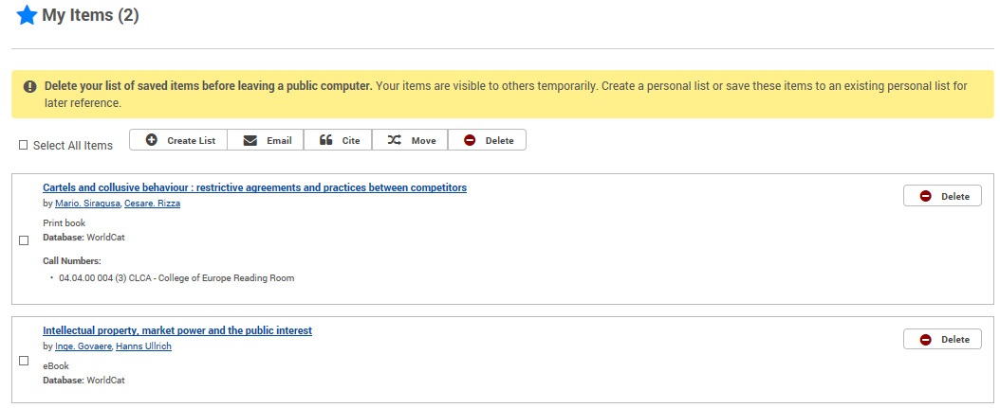 My Items (2)
Delete your list of saved items before leaving a public computer. Your items are visible to others temporarily. Create a personal list or save these items to an existing personal list for
later reference.
Select All Items
Create List
Email
Cite
Move
Delete
Cartels and collusive behaviour : restrictive agreements and practices between competitors
Delete
by Mario. Siragusa, Cesare. Rizza
Print book
Database: WorldCat
Call Numbers:
• 04.04.00 004 (3) CLCA - College of Europe Reading Room
Intellectual property, market power and the public interest
Delete
by Inge. Govaere, Hanns Ullrich
eBook
Database: WorldCat